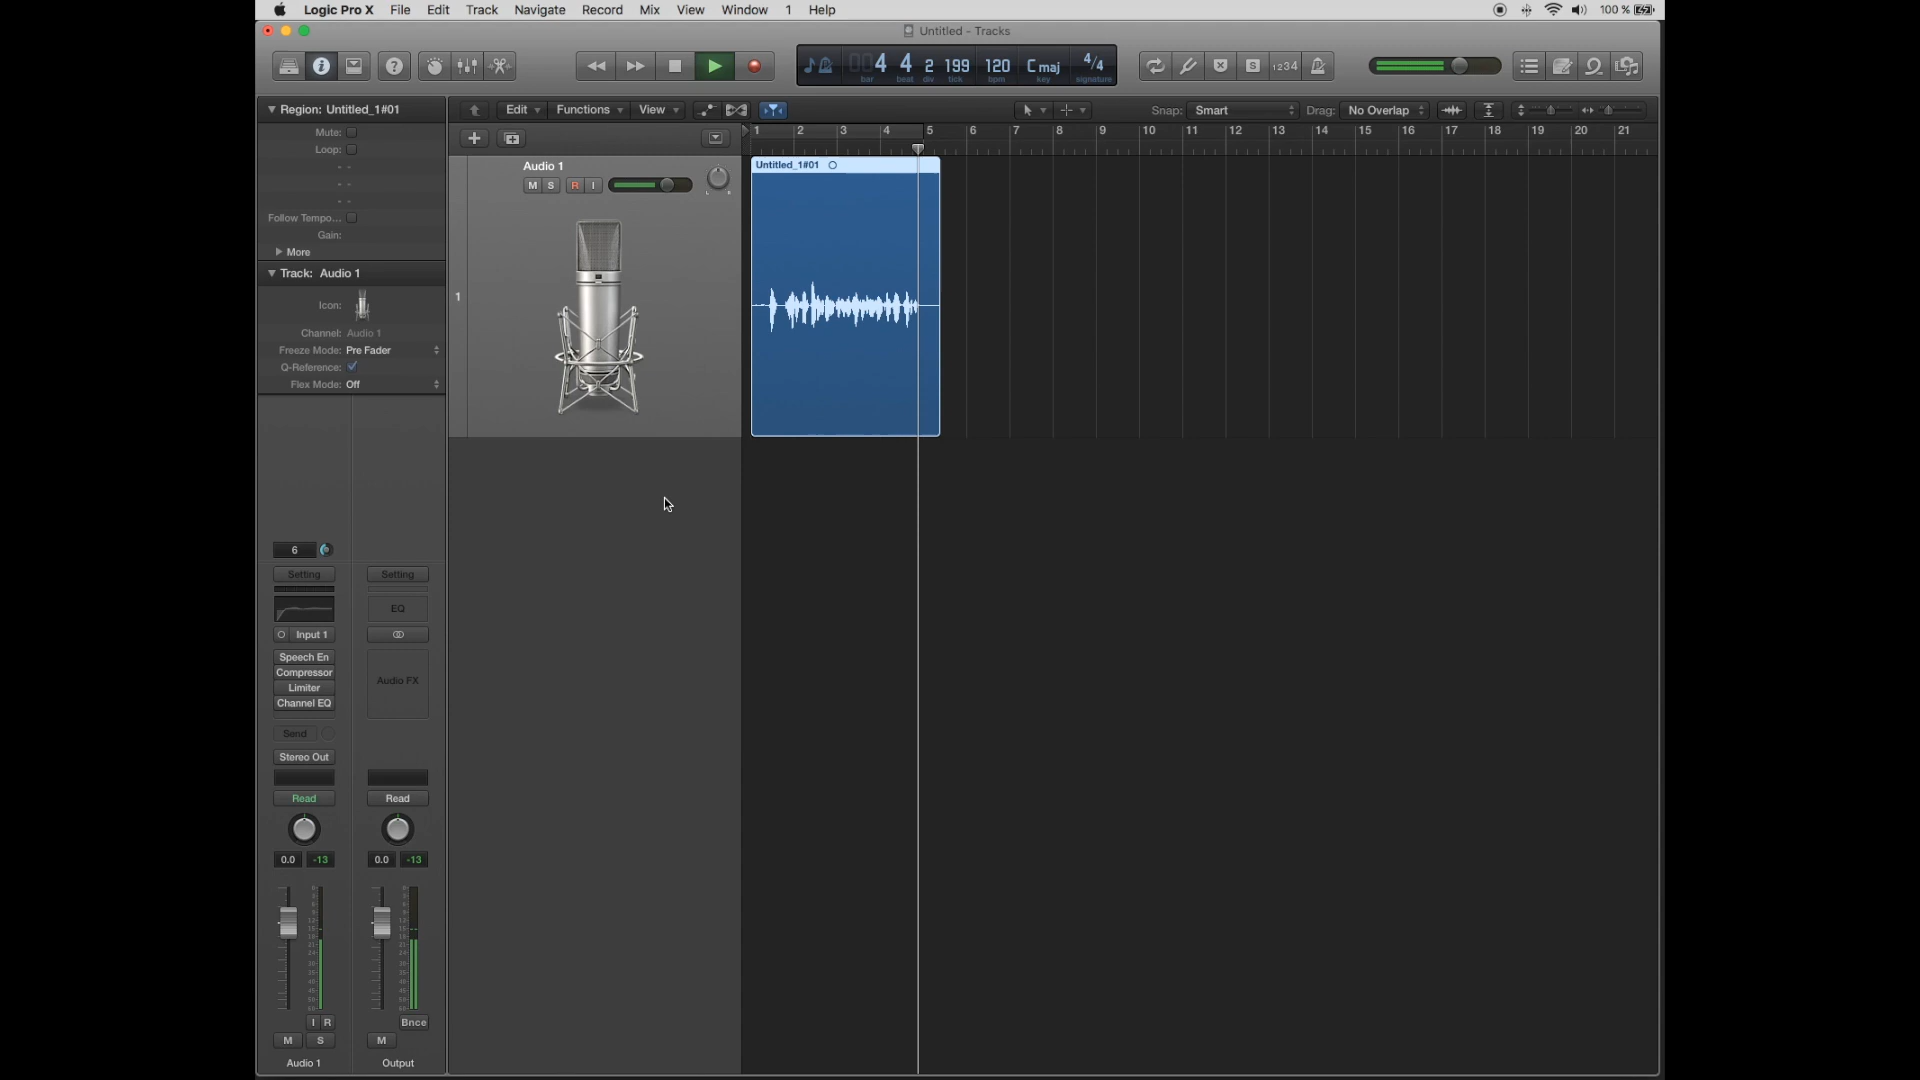 Logic Pro X File Edit Track Navigate Record Mix View Window 1 Help 100 %
Untitled - Tracks
4 4 2 199 120 C maj 4/4
bar beat div tick bpm key signature
1234
Region: Untitled_1#01
Edit Functions View Snap: Smart Drag: No Overlap
Mute:
Loop:
- -
- -
- -
Follow Tempo...
Gain:
More
Track: Audio 1
Icon:
Channel: Audio 1
Freeze Mode: Pre Fader
Q-Reference:
Flex Mode: Off
1 2 3 4 5 6 7 8 9 10 11 12 13 14 15 16 17 18 19 20 21
Audio 1
M S R I
L R
1
Untitled_1#01
6
Setting Setting
EQ
Input 1
Speech En
Compressor
Limiter
Channel EQ
Audio FX
Send
Stereo Out
Read Read
0.0 -13 0.0 -13
I R Bnce
M S M
Audio 1 Output